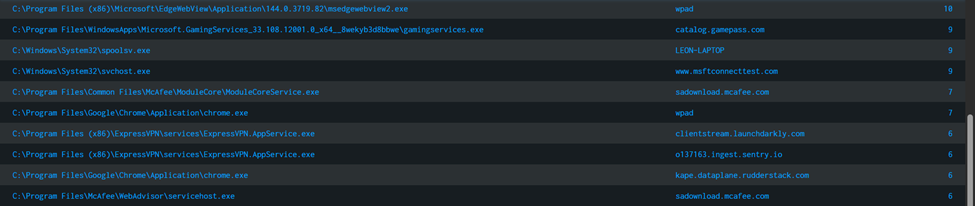 C:\Program Files (x86)\Microsoft\EdgeWebView\Application\144.0.3719.82\msedgewebview2.exe wpad 10
C:\Program Files\WindowsApps\Microsoft.GamingServices_33.108.12001.0_x64__8wekyb3d8bbwe\gamingservices.exe catalog.gamepass.com 9
C:\Windows\System32\spoolsv.exe LEON-LAPTOP 9
C:\Windows\System32\svchost.exe www.msftconnecttest.com 9
C:\Program Files\Common Files\McAfee\ModuleCore\ModuleCoreService.exe sadownload.mcafee.com 7
C:\Program Files\Google\Chrome\Application\chrome.exe wpad 7
C:\Program Files (x86)\ExpressVPN\services\ExpressVPN.AppService.exe clientstream.launchdarkly.com 6
C:\Program Files (x86)\ExpressVPN\services\ExpressVPN.AppService.exe o137163.ingest.sentry.io 6
C:\Program Files\Google\Chrome\Application\chrome.exe kape.dataplane.rudderstack.com 6
C:\Program Files\McAfee\WebAdvisor\servicehost.exe sadownload.mcafee.com 6